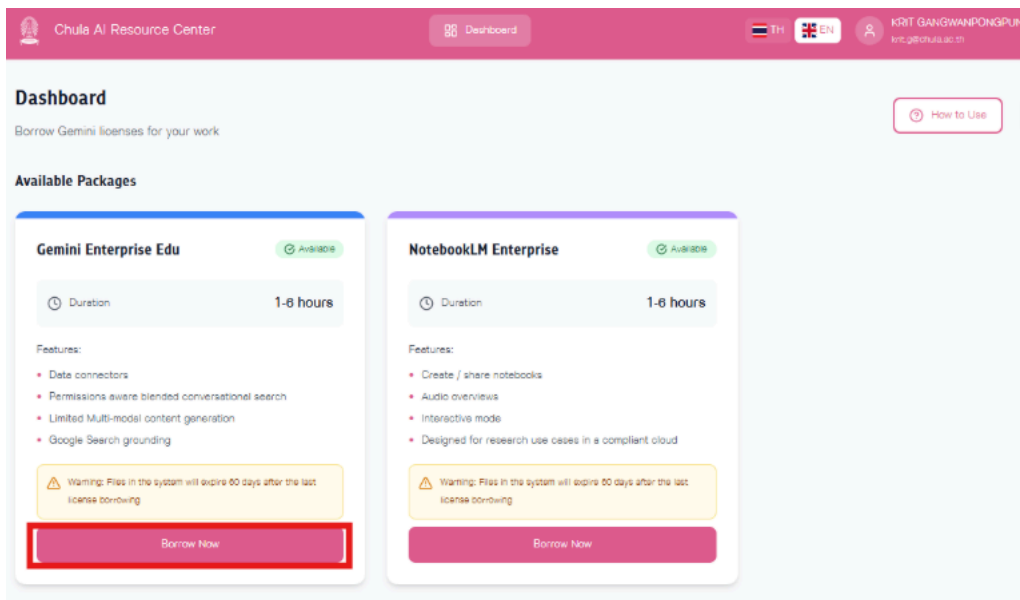 Chula AI Resource Center
Dashboard
TH
EN
KRIT GANGWANPONGPUN
krit.g@chula.ac.th
Dashboard
Borrow Gemini licenses for your work
How to Use
Available Packages
Gemini Enterprise Edu
Available
Duration
1-6 hours
Features:
Data connectors
Permissions aware blended conversational search
Limited Multi-modal content generation
Google Search grounding
Warning: Files in the system will expire 60 days after the last
license borrowing
Borrow Now
NotebookLM Enterprise
Available
Duration
1-6 hours
Features:
Create / share notebooks
Audio overviews
Interactive mode
Designed for research use cases in a compliant cloud
Warning: Files in the system will expire 60 days after the last
license borrowing
Borrow Now